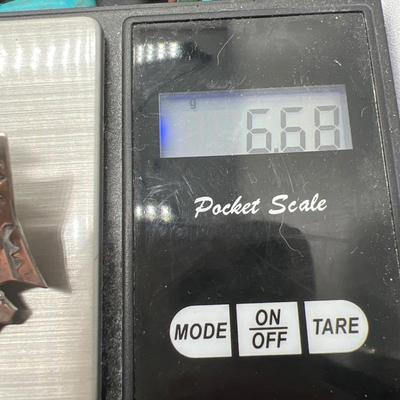 g
6.68
Pocket Scale
MODE ON/OFF TARE